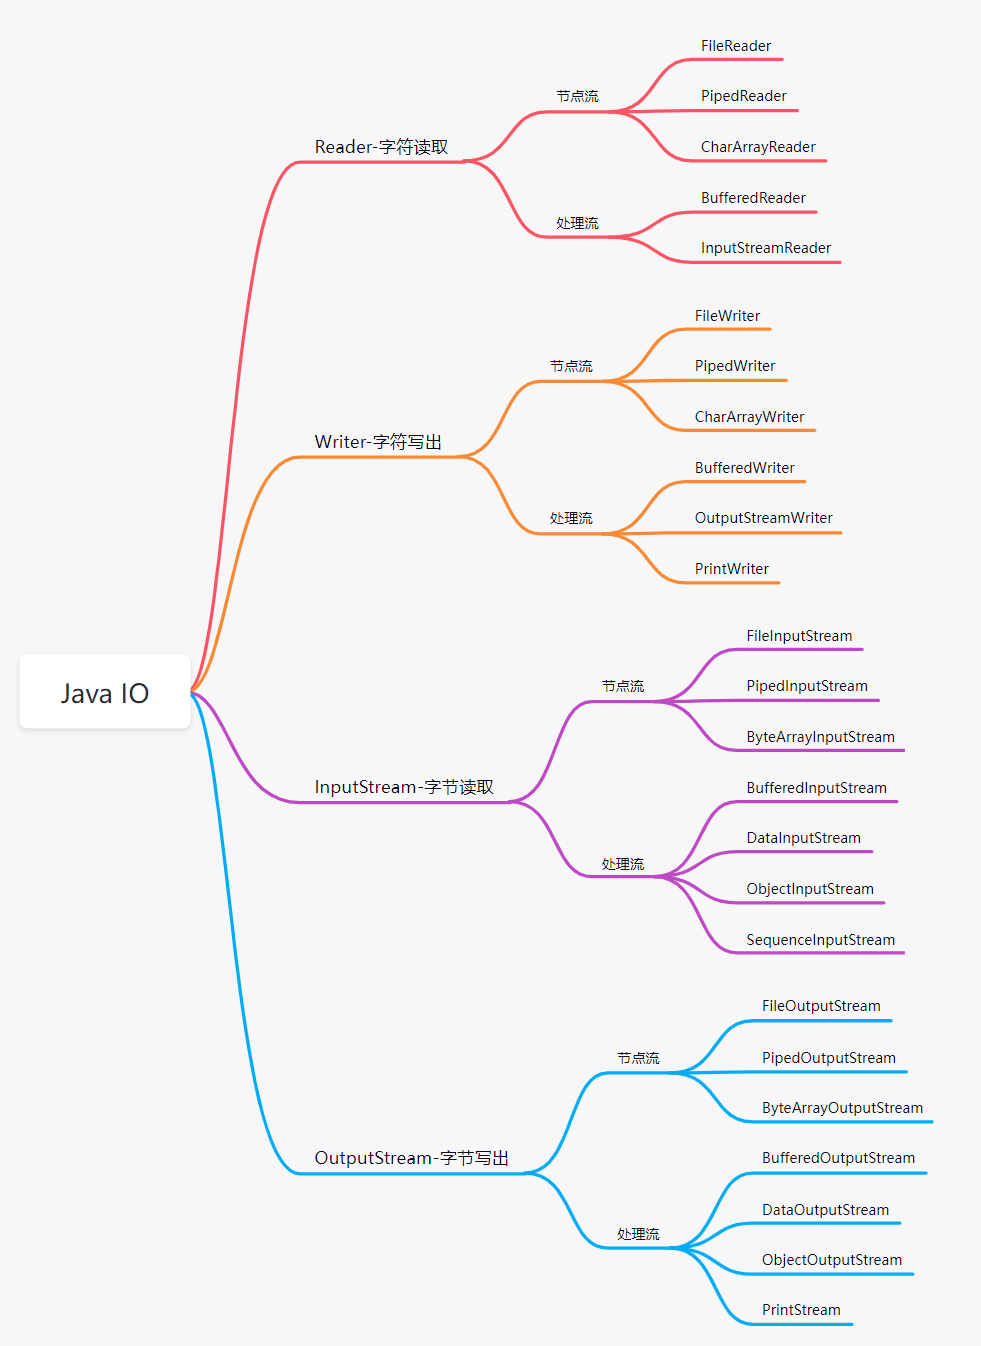 Java IO
Reader-字符读取
节点流
FileReader
PipedReader
CharArrayReader
处理流
BufferedReader
InputStreamReader
Writer-字符写出
节点流
FileWriter
PipedWriter
CharArrayWriter
处理流
BufferedWriter
OutputStreamWriter
PrintWriter
InputStream-字节读取
节点流
FileInputStream
PipedInputStream
ByteArrayInputStream
处理流
BufferedInputStream
DataInputStream
ObjectInputStream
SequenceInputStream
OutputStream-字节写出
节点流
FileOutputStream
PipedOutputStream
ByteArrayOutputStream
处理流
BufferedOutputStream
DataOutputStream
ObjectOutputStream
PrintStream